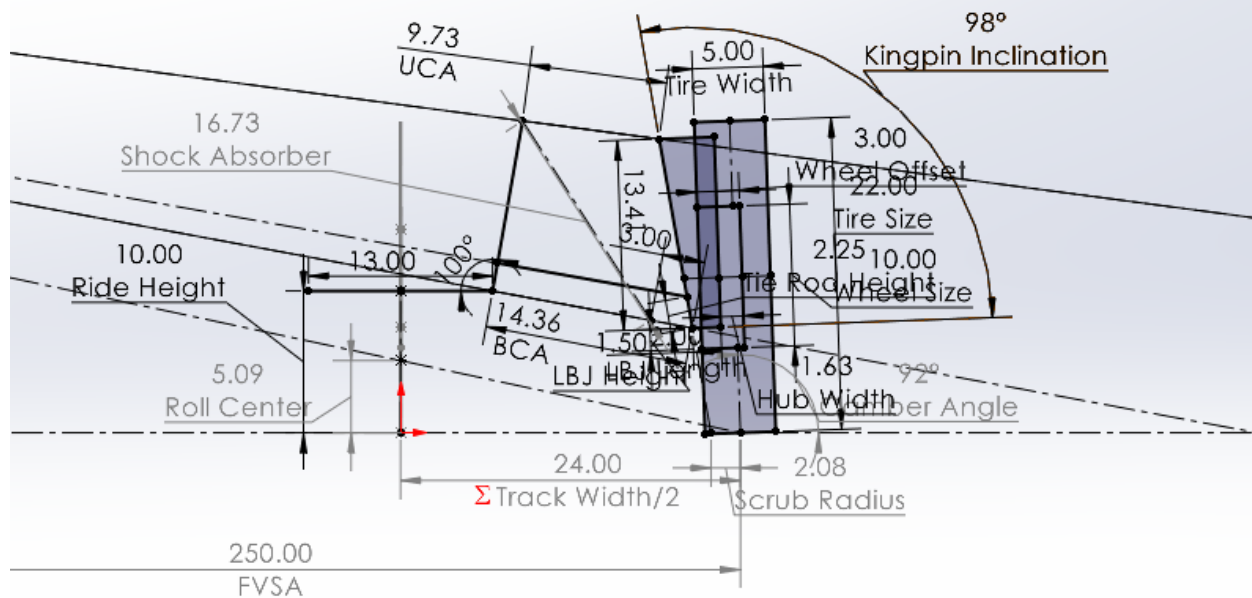 98°
Kingpin Inclination
9.73
UCA
5.00
Tire Width
16.73
Shock Absorber
3.00
Wheel Offset
22.00
Tire Size
13.41
3.00
2.25
Tie Rod Height
10.00
Wheel Size
10.00
Ride Height
13.00
100°
14.36
BCA
1.50
LBJ Height
LBJ Length
1.63
Hub Width
92°
Camber Angle
5.09
Roll Center
24.00
Σ Track Width/2
2.08
Scrub Radius
250.00
FVSA